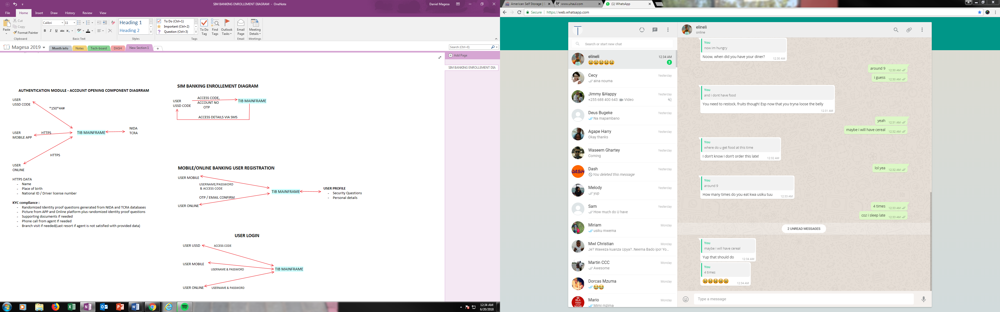 SIM BANKING ENROLLEMENT DIAGRAM - OneNote
Daniel Magesa
File Home Insert Draw History Review View
Paste
Cut
Copy
Format Painter
Clipboard
Calibri 11
B I U abc X₂ A
Basic Text
Heading 1
Heading 2
Styles
To Do (Ctrl+1)
Important (Ctrl+2)
Question (Ctrl+3)
To Do Tag
Find Tags
Outlook Tasks
Tags
Email Page
Email
Meeting Details
Meetings
Magesa 2019
Month info Notes Tech-board DASH New Section 1
Search (Ctrl+E)
Add Page
SIM BANKING ENROLLEMENT DIA
AUTHENTICATION MODULE - ACCOUNT OPENING COMPONENT DIAGRRAM
USER
USSD CODE
*150*44#
USER
MOBILE APP
HTTPS
TIB MAINFRAME
NIDA
TCRA
HTTPS
USER
ONLINE
HTTPS DATA
- Name
- Place of birth
- National ID / Driver license number
KYC compliance :
- Randomized Identity proof questions generated from NIDA and TCRA databases
- Picture from APP and Online platform plus randomized identity proof questions
- Supporting documents if needed
- Phone call from agent If needed
- Branch visit if needed(Last resort if agent is not satisfied with provided data)
SIM BANKING ENROLLEMENT DIAGRAM
USER
USSD CODE
ACCESS CODE,
ACCOUNT NO
OTP
TIB MAINFRAME
ACCESS DETAILS VIA SMS
MOBILE/ONLINE BANKING USER REGISTRATION
USER MOBILE
USERNAME/PASSWORD
& ACCESS CODE
TIB MAINFRAME
USER PROFILE
- Security Questions
- Personal details
OTP / EMAIL CONFIRM
USER ONLINE
USER LOGIN
USER USSD
ACCESS CODE
USER MOBILE
USERNAME & PASSWORD
TIB MAINFRAME
USER ONLINE
USERNAME & PASSWORD
12:34 AM
6/20/2018
American Self Storage | S
www.uhaul.com
(1) WhatsApp
Secure https://web.whatsapp.com
Search or start new chat
elineli 12:34 AM
😫😫😫😫😫 2
Cecy Yesterday
aina nouma
Jimmy &Happy Yesterday
+255 688 400 643: Video
Deus Bugeke Yesterday
Na mapambano
Agape Harry Yesterday
Okay thanks
Waseem Ghartey Yesterday
Coming
DASH
Dash Yesterday
You deleted this message
Melody Yesterday
yup
Sam Yesterday
How much do U have
Miriam Monday
usiku mwema
Mwl Christian Monday
Je? Waweza kuanza Upya?..Neema Bado ipo! Yo...
Martin CCC Monday
Awesome
Dorcas Mzuma Monday
😂😂
BILA
YESU
Mario Monday
Mimi mzima
elineli
online
You
now im hungry
Noow, when did you have your diner?
12:30 AM
around 9 12:30 AM
i guess 12:30 AM
You
and i dont have food
You need to restock, fruits though! Esp now that you tryna loose the belly
12:31 AM
yeah 12:31 AM
maybe i will have cereal 12:32 AM
You
where do u get food at this time
I don't know I don't order this late! 12:32 AM
lol yea 12:32 AM
You
around 9
How many times do you eat kwa usiku tuu 12:33 AM
4 times 12:33 AM
coz i sleep late 12:33 AM
2 UNREAD MESSAGES
You
maybe i will have cereal
Yup that should do 12:34 AM
You
4 times
😫😫😫😫😫 12:34 AM
Type a message